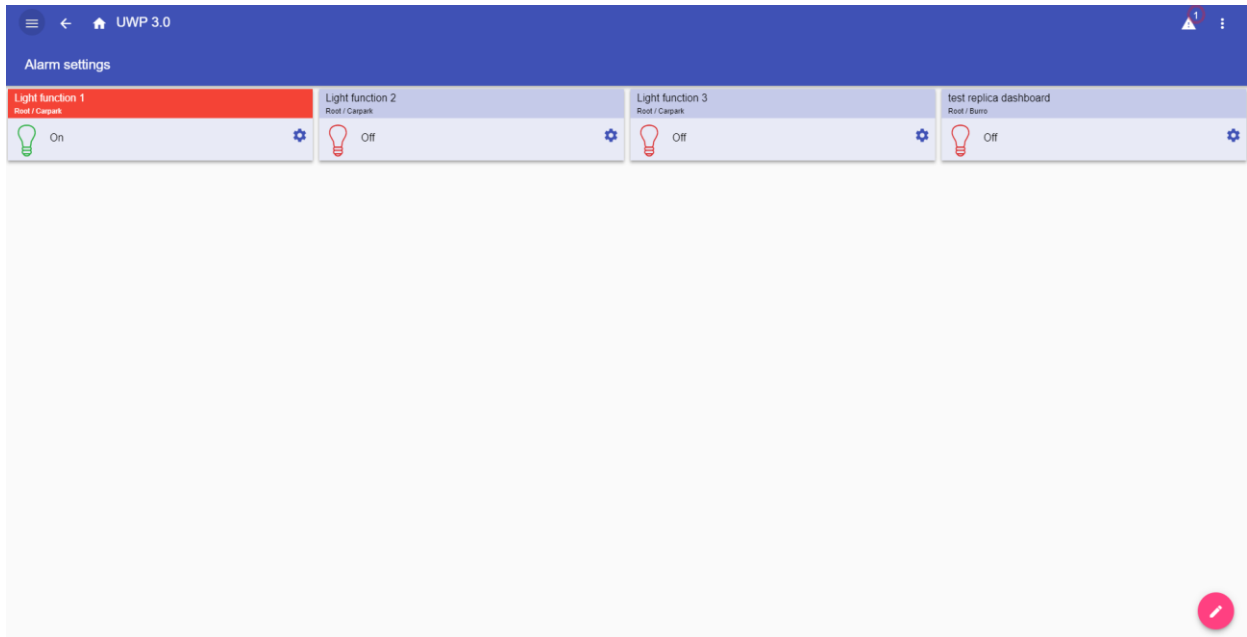 UWP 3.0
1
Alarm settings
Light function 1
Root / Carpark
On
Light function 2
Root / Carpark
Off
Light function 3
Root / Carpark
Off
test replica dashboard
Root / Burro
Off